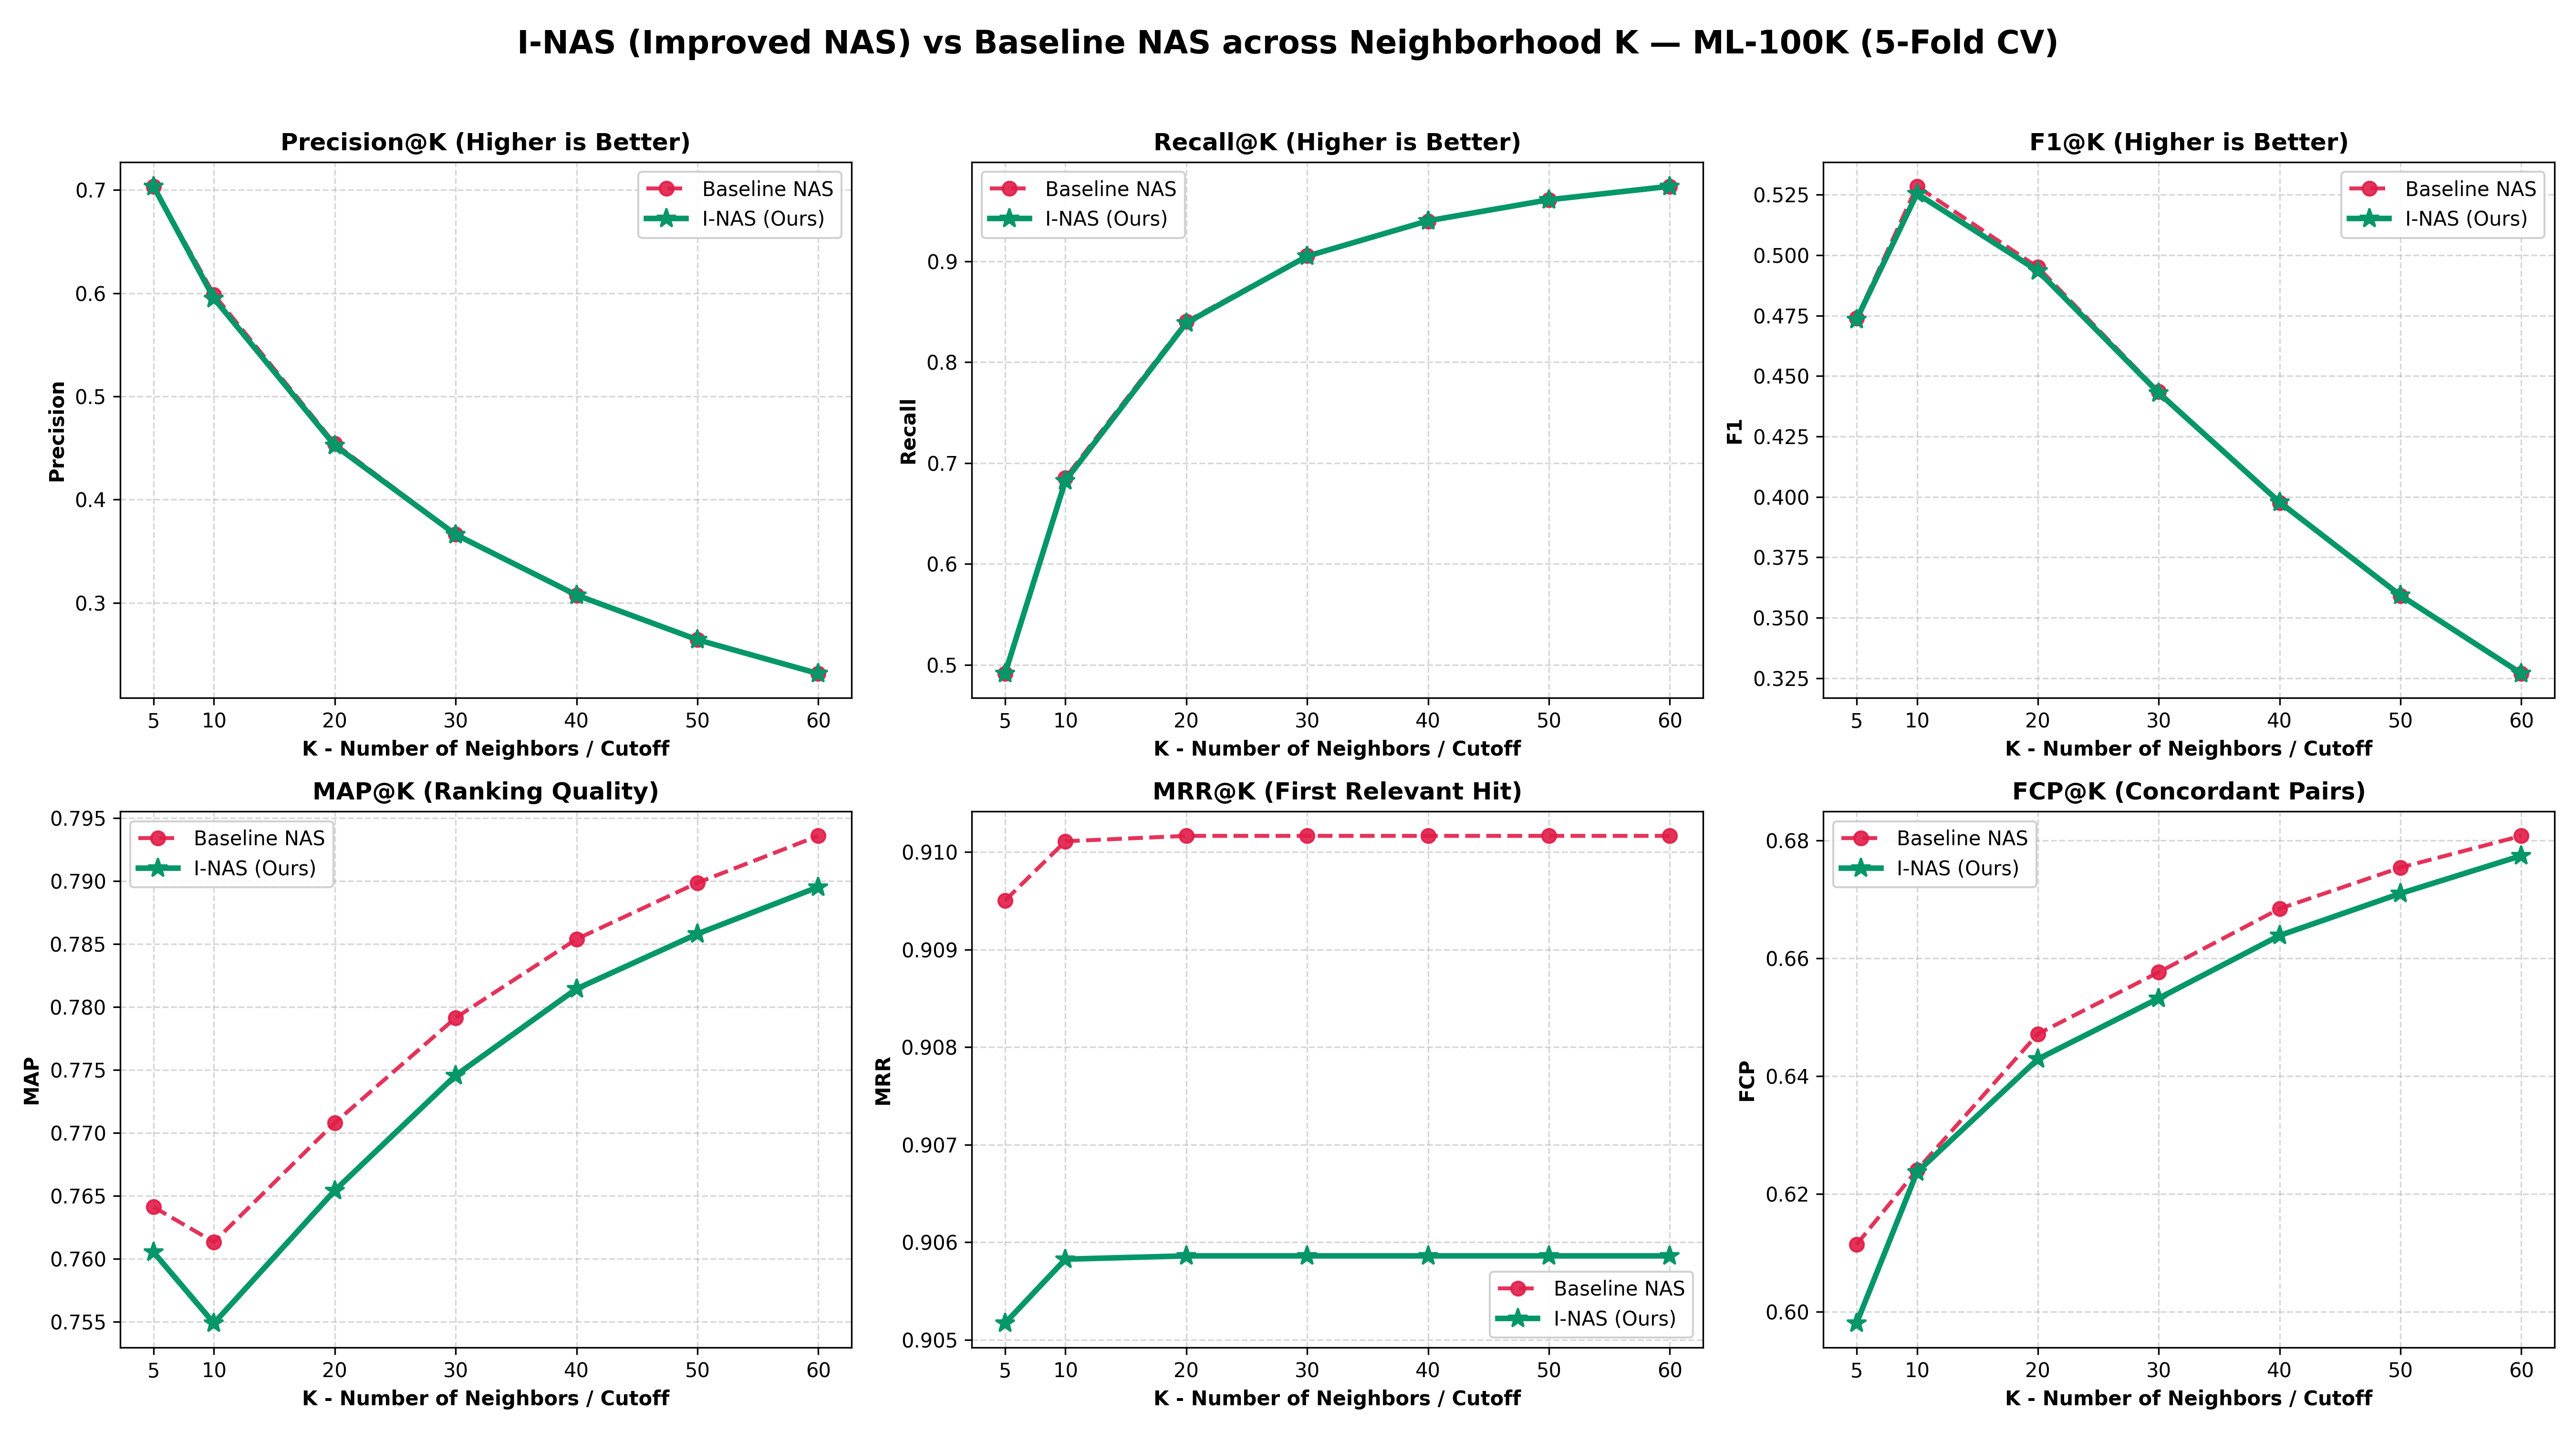 I-NAS (Improved NAS) vs Baseline NAS across Neighborhood K — ML-100K (5-Fold CV)
Precision@K (Higher is Better)
Precision
0.7
0.6
0.5
0.4
0.3
Baseline NAS
I-NAS (Ours)
5 10 20 30 40 50 60
K - Number of Neighbors / Cutoff
Recall@K (Higher is Better)
Recall
0.9
0.8
0.7
0.6
0.5
Baseline NAS
I-NAS (Ours)
5 10 20 30 40 50 60
K - Number of Neighbors / Cutoff
F1@K (Higher is Better)
F1
0.525
0.500
0.475
0.450
0.425
0.400
0.375
0.350
0.325
Baseline NAS
I-NAS (Ours)
5 10 20 30 40 50 60
K - Number of Neighbors / Cutoff
MAP@K (Ranking Quality)
MAP
0.795
0.790
0.785
0.780
0.775
0.770
0.765
0.760
0.755
Baseline NAS
I-NAS (Ours)
5 10 20 30 40 50 60
K - Number of Neighbors / Cutoff
MRR@K (First Relevant Hit)
MRR
0.910
0.909
0.908
0.907
0.906
0.905
Baseline NAS
I-NAS (Ours)
5 10 20 30 40 50 60
K - Number of Neighbors / Cutoff
FCP@K (Concordant Pairs)
FCP
0.68
0.66
0.64
0.62
0.60
Baseline NAS
I-NAS (Ours)
5 10 20 30 40 50 60
K - Number of Neighbors / Cutoff